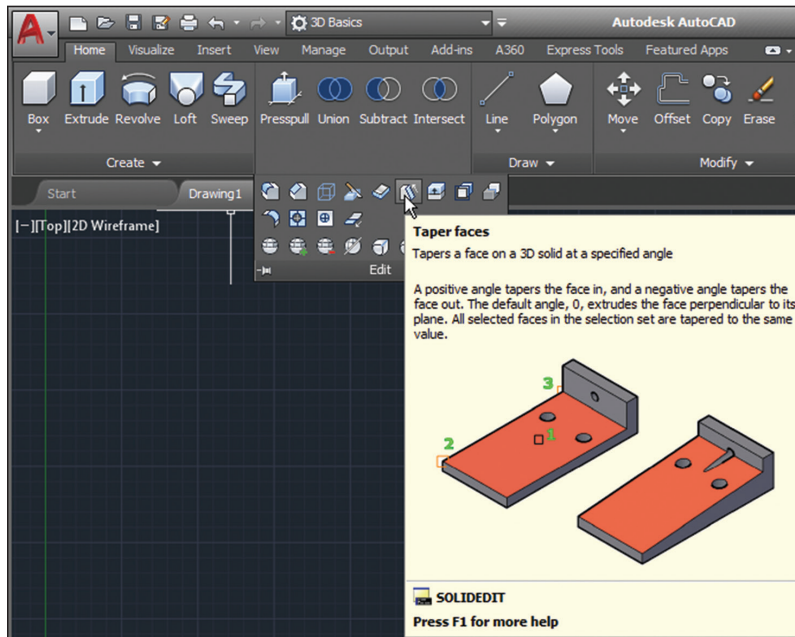 3D Basics
Autodesk AutoCAD
Home Visualize Insert View Manage Output Add-ins A360 Express Tools Featured Apps
Box Extrude Revolve Loft Sweep Presspull Union Subtract Intersect Line Polygon Move Offset Copy Erase
Create Draw Modify
Start Drawing1
[−][Top][2D Wireframe]
Edit
Taper faces
Tapers a face on a 3D solid at a specified angle
A positive angle tapers the face in, and a negative angle tapers the
face out. The default angle, 0, extrudes the face perpendicular to its
plane. All selected faces in the selection set are tapered to the same
value.
3
1
2
SOLIDEDIT
Press F1 for more help